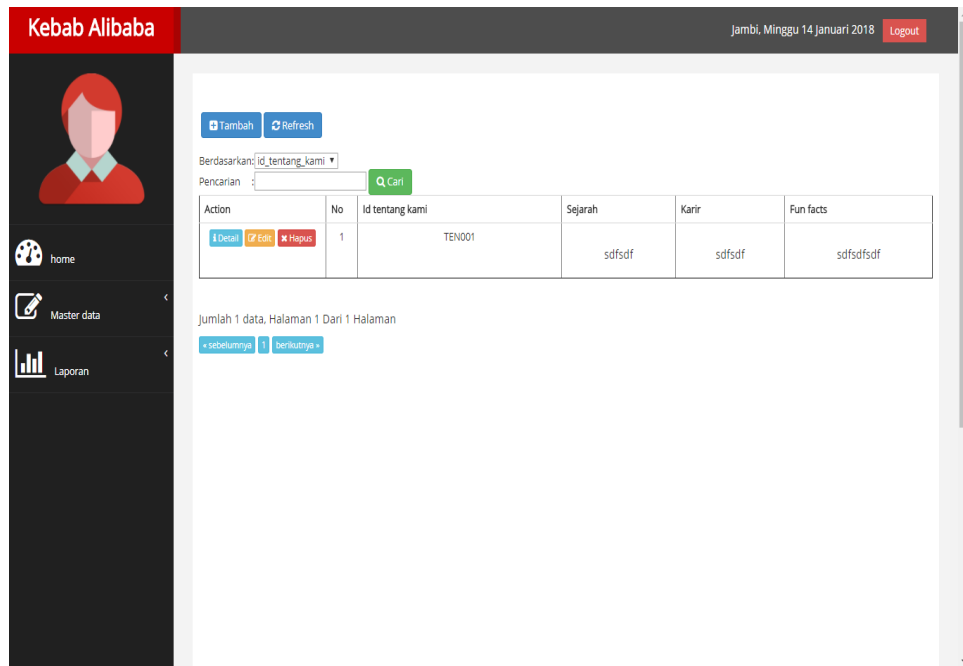 Kebab Alibaba
Jambi, Minggu 14 Januari 2018 Logout
Tambah Refresh
Berdasarkan: id_tentang_kami
Pencarian : Cari
Action No Id tentang kami Sejarah Karir Fun facts
Detail Edit Hapus 1 TEN001 sdfsdf sdfsdf sdfsdfsdf
home
Master data
Laporan
Jumlah 1 data, Halaman 1 Dari 1 Halaman
« sebelumnya 1 berikutnya »